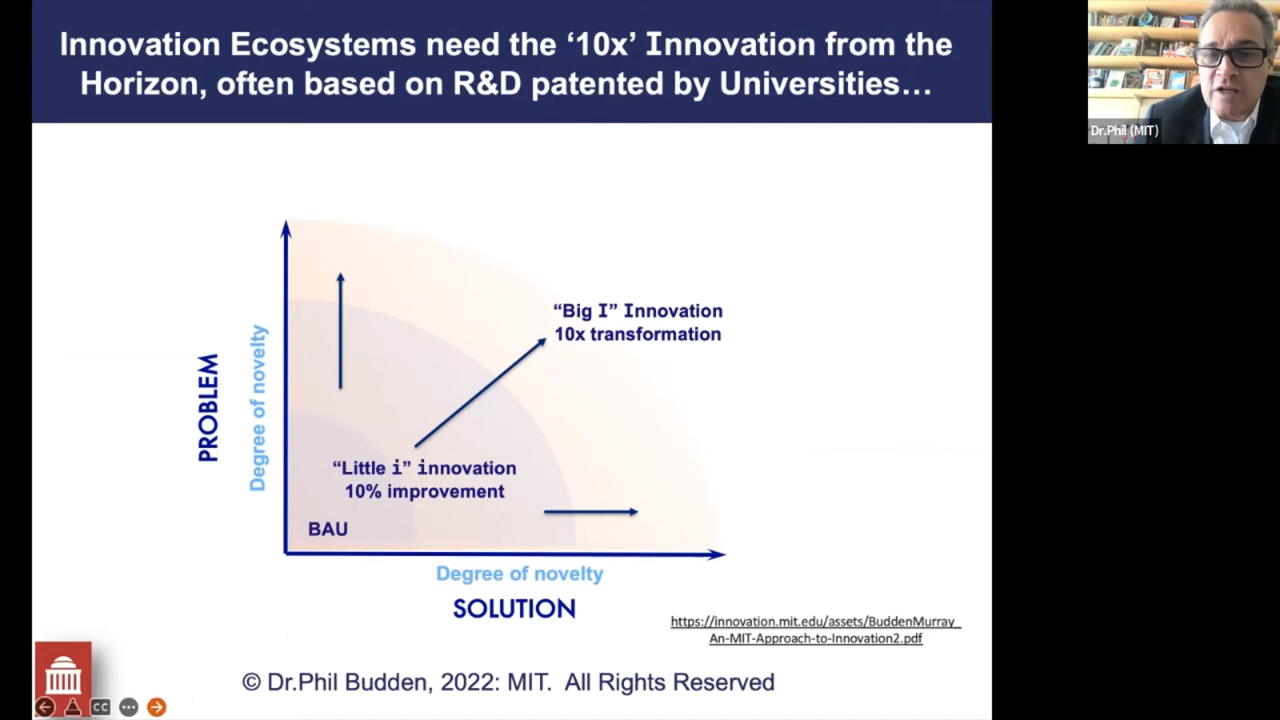 Innovation Ecosystems need the ‘10x’ Innovation from the
Horizon, often based on R&D patented by Universities…
Dr.Phil (MIT)
“Big I” Innovation
10x transformation
PROBLEM
Degree of novelty
“Little i” innovation
10% improvement
BAU
Degree of novelty
SOLUTION
https://innovation.mit.edu/assets/BuddenMurray_
An-MIT-Approach-to-Innovation2.pdf
© Dr.Phil Budden, 2022: MIT. All Rights Reserved
CC